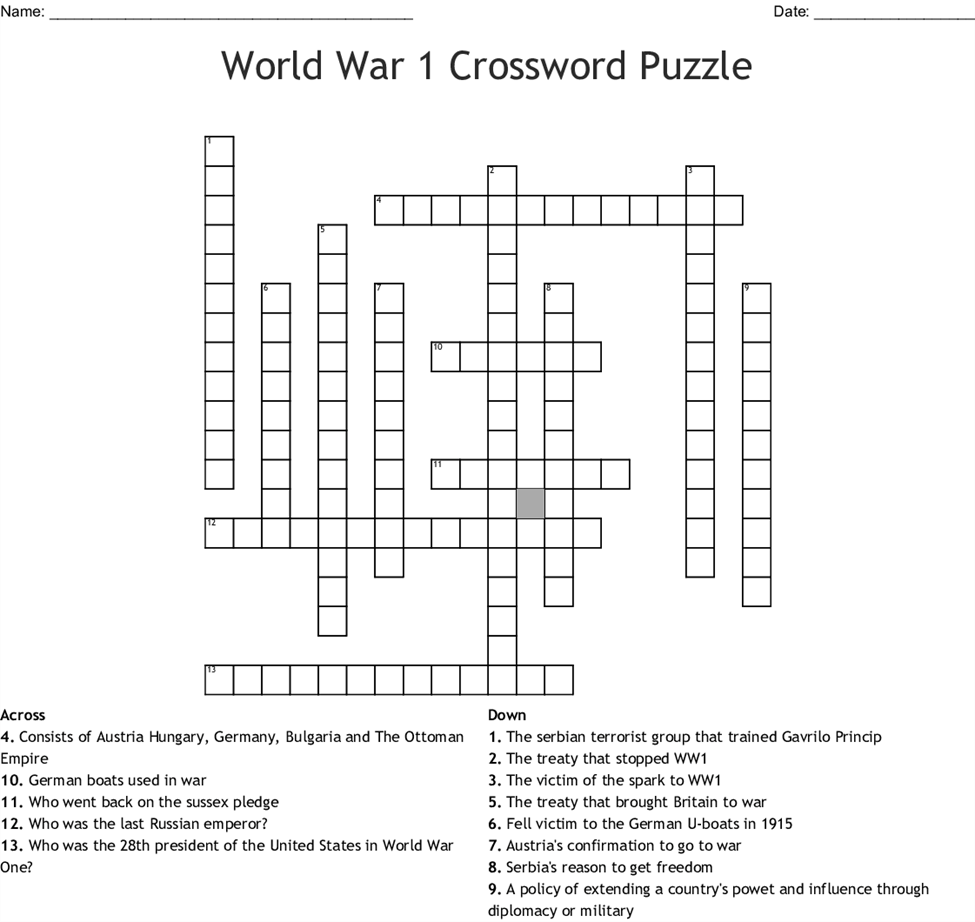 Name: ___________________________________________ Date: ___________________
World War 1 Crossword Puzzle
1
2 3
4
5
6 7 8 9
10
11
12
13
Across
4. Consists of Austria Hungary, Germany, Bulgaria and The Ottoman
Empire
10. German boats used in war
11. Who went back on the sussex pledge
12. Who was the last Russian emperor?
13. Who was the 28th president of the United States in World War
One?
Down
1. The serbian terrorist group that trained Gavrilo Princip
2. The treaty that stopped WW1
3. The victim of the spark to WW1
5. The treaty that brought Britain to war
6. Fell victim to the German U-boats in 1915
7. Austria's confirmation to go to war
8. Serbia's reason to get freedom
9. A policy of extending a country's powet and influence through
diplomacy or military